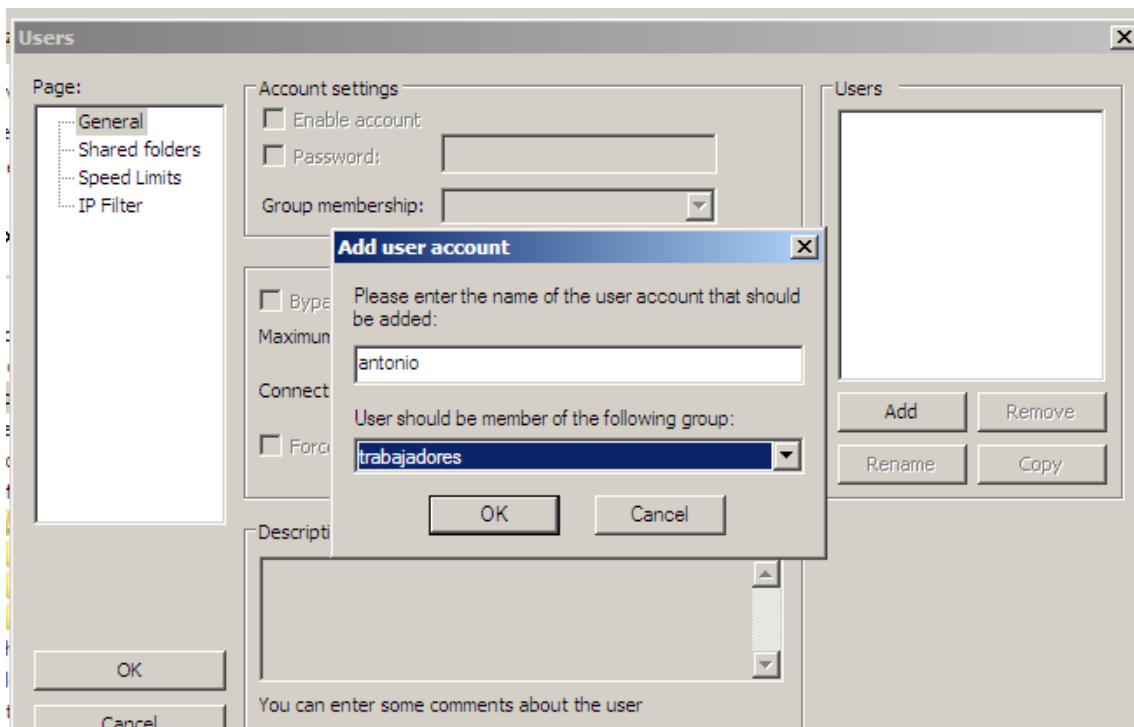 Users
Page:
General
Shared folders
Speed Limits
IP Filter
Account settings
Enable account
Password:
Group membership:
Users
Add user account
Please enter the name of the user account that should
be added:
antonio
User should be member of the following group:
trabajadores
OK
Cancel
Bypa
Maximum
Connect
Force
Add
Remove
Rename
Copy
Descripti
You can enter some comments about the user
OK
Cancel